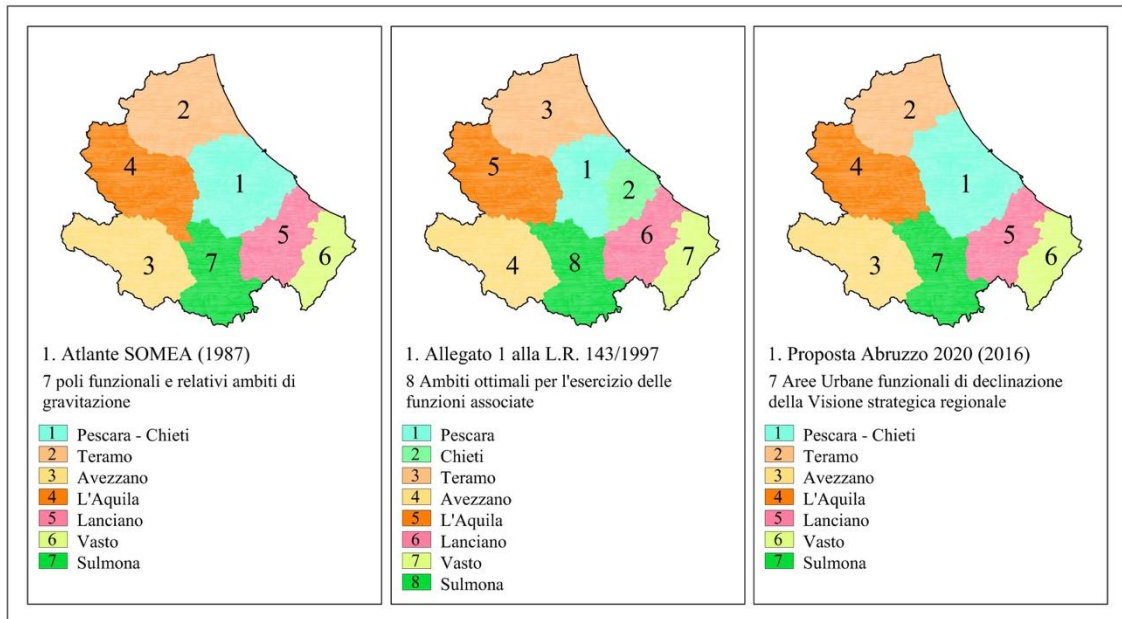 2
4
1
5
3
7
6
1. Atlante SOMEA (1987)
7 poli funzionali e relativi ambiti di
gravitazione
1 Pescara - Chieti
2 Teramo
3 Avezzano
4 L'Aquila
5 Lanciano
6 Vasto
7 Sulmona
3
5
1
2
6
4
8
7
1. Allegato 1 alla L.R. 143/1997
8 Ambiti ottimali per l'esercizio delle
funzioni associate
1 Pescara
2 Chieti
3 Teramo
4 Avezzano
5 L'Aquila
6 Lanciano
7 Vasto
8 Sulmona
2
4
1
5
3
7
6
1. Proposta Abruzzo 2020 (2016)
7 Aree Urbane funzionali di declinazione
della Visione strategica regionale
1 Pescara - Chieti
2 Teramo
3 Avezzano
4 L'Aquila
5 Lanciano
6 Vasto
7 Sulmona